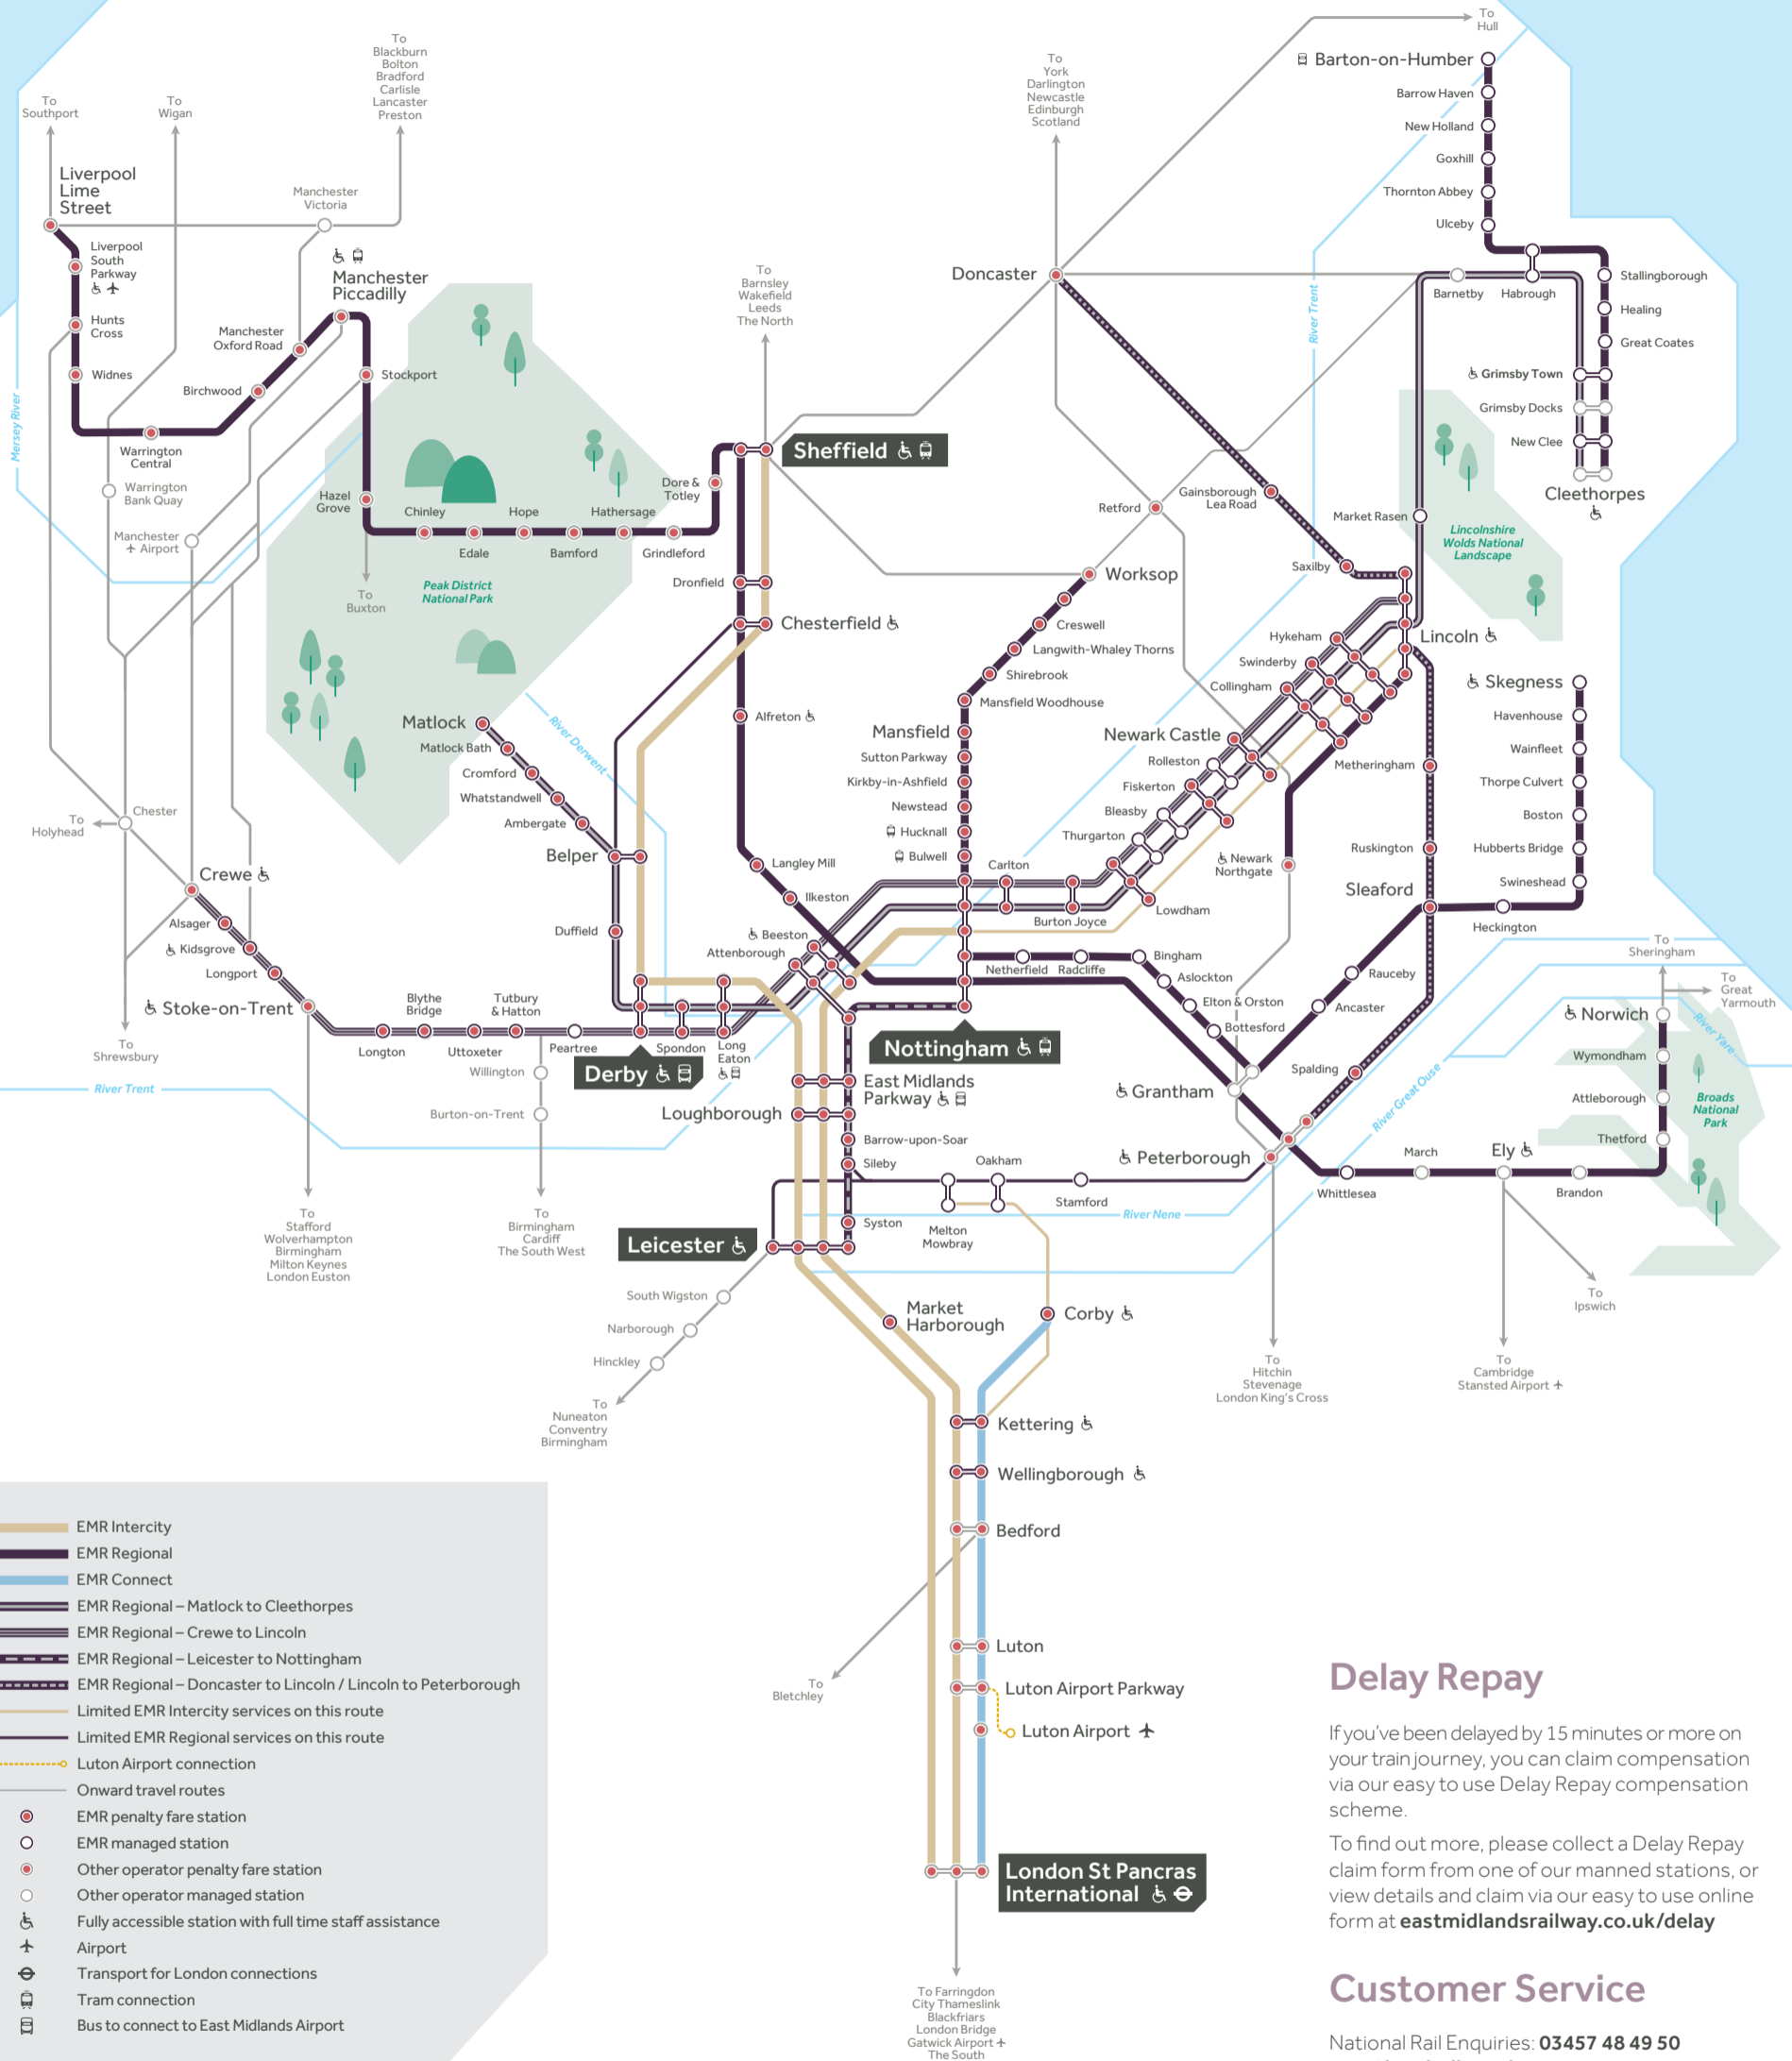 To
Hull
Barton-on-Humber
Barrow Haven
New Holland
Goxhill
Thornton Abbey
Ulceby
Stallingborough
Healing
Great Coates
Barnetby
Habrough
Grimsby Town
Grimsby Docks
New Clee
Cleethorpes
To
Blackburn
Bolton
Bradford
Carlisle
Lancaster
Preston
To
Southport
To
Wigan
To
York
Darlington
Newcastle
Edinburgh
Scotland
Liverpool
Lime
Street
Manchester
Victoria
Liverpool
South
Parkway
Manchester
Piccadilly
Hunts
Cross
Manchester
Oxford Road
Widnes
Birchwood
Stockport
Mersey River
Warrington
Central
Warrington
Bank Quay
Manchester
Airport
Hazel
Grove
Chinley
Edale
Hope
Bamford
Hathersage
Grindleford
Dore &
Totley
To
Buxton
Peak District
National Park
To
Barnsley
Wakefield
Leeds
The North
Sheffield
Dronfield
Chesterfield
Alfreton
Langley Mill
Ilkeston
Doncaster
River Trent
Retford
Gainsborough
Lea Road
Saxilby
Market Rasen
Lincolnshire
Wolds National
Landscape
Worksop
Creswell
Langwith-Whaley Thorns
Shirebrook
Mansfield Woodhouse
Mansfield
Sutton Parkway
Kirkby-in-Ashfield
Newstead
Hucknall
Bulwell
Lincoln
Hykeham
Swinderby
Collingham
Newark Castle
Rolleston
Fiskerton
Bleasby
Thurgarton
Lowdham
Burton Joyce
Carlton
Newark
Northgate
Metheringham
Ruskington
Sleaford
Skegness
Havenhouse
Wainfleet
Thorpe Culvert
Boston
Hubberts Bridge
Swineshead
Heckington
Rauceby
Ancaster
Matlock
Matlock Bath
Cromford
Whatstandwell
Ambergate
Belper
Duffield
River Derwent
Beeston
Attenborough
Chester
To
Holyhead
Crewe
Alsager
Kidsgrove
Longport
Stoke-on-Trent
To
Shrewsbury
Longton
Blythe
Bridge
Uttoxeter
Tutbury
& Hatton
Peartree
Derby
Spondon
Long
Eaton
Willington
Burton-on-Trent
River Trent
To
Stafford
Wolverhampton
Birmingham
Milton Keynes
London Euston
To
Birmingham
Cardiff
The South West
Nottingham
Netherfield
Radcliffe
Bingham
Aslockton
Elton & Orston
Bottesford
Grantham
East Midlands
Parkway
Loughborough
Barrow-upon-Soar
Sileby
Syston
Leicester
Melton
Mowbray
Oakham
Stamford
River Nene
Peterborough
Spalding
River Great Ouse
Whittlesea
March
Ely
Brandon
Thetford
Attleborough
Wymondham
Norwich
To
Sheringham
To
Great
Yarmouth
River Yare
Broads
National
Park
To
Ipswich
To
Cambridge
Stansted Airport
To
Hitchin
Stevenage
London King's Cross
South Wigston
Narborough
Hinckley
To
Nuneaton
Conventry
Birmingham
Market
Harborough
Corby
Kettering
Wellingborough
Bedford
To
Bletchley
Luton
Luton Airport Parkway
Luton Airport
London St Pancras
International
To Farringdon
City Thameslink
Blackfriars
London Bridge
Gatwick Airport
The South
EMR Intercity
EMR Regional
EMR Connect
EMR Regional – Matlock to Cleethorpes
EMR Regional – Crewe to Lincoln
EMR Regional – Leicester to Nottingham
EMR Regional – Doncaster to Lincoln / Lincoln to Peterborough
Limited EMR Intercity services on this route
Limited EMR Regional services on this route
Luton Airport connection
Onward travel routes
EMR penalty fare station
EMR managed station
Other operator penalty fare station
Other operator managed station
Fully accessible station with full time staff assistance
Airport
Transport for London connections
Tram connection
Bus to connect to East Midlands Airport
Delay Repay
If you've been delayed by 15 minutes or more on
your train journey, you can claim compensation
via our easy to use Delay Repay compensation
scheme.
To find out more, please collect a Delay Repay
claim form from one of our manned stations, or
view details and claim via our easy to use online
form at eastmidlandsrailway.co.uk/delay
Customer Service
National Rail Enquiries: 03457 48 49 50